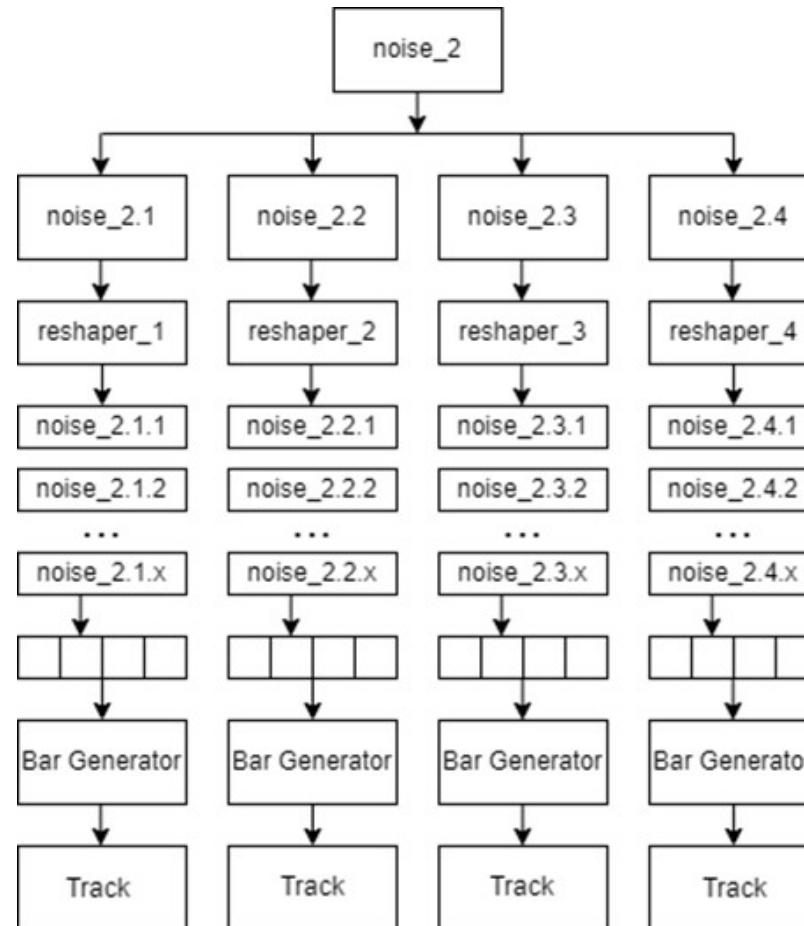 noise_2
noise_2.1 noise_2.2 noise_2.3 noise_2.4
reshaper_1 reshaper_2 reshaper_3 reshaper_4
noise_2.1.1 noise_2.2.1 noise_2.3.1 noise_2.4.1
noise_2.1.2 noise_2.2.2 noise_2.3.2 noise_2.4.2
... ... ... ...
noise_2.1.x noise_2.2.x noise_2.3.x noise_2.4.x
Bar Generator Bar Generator Bar Generator Bar Generato
Track Track Track Track